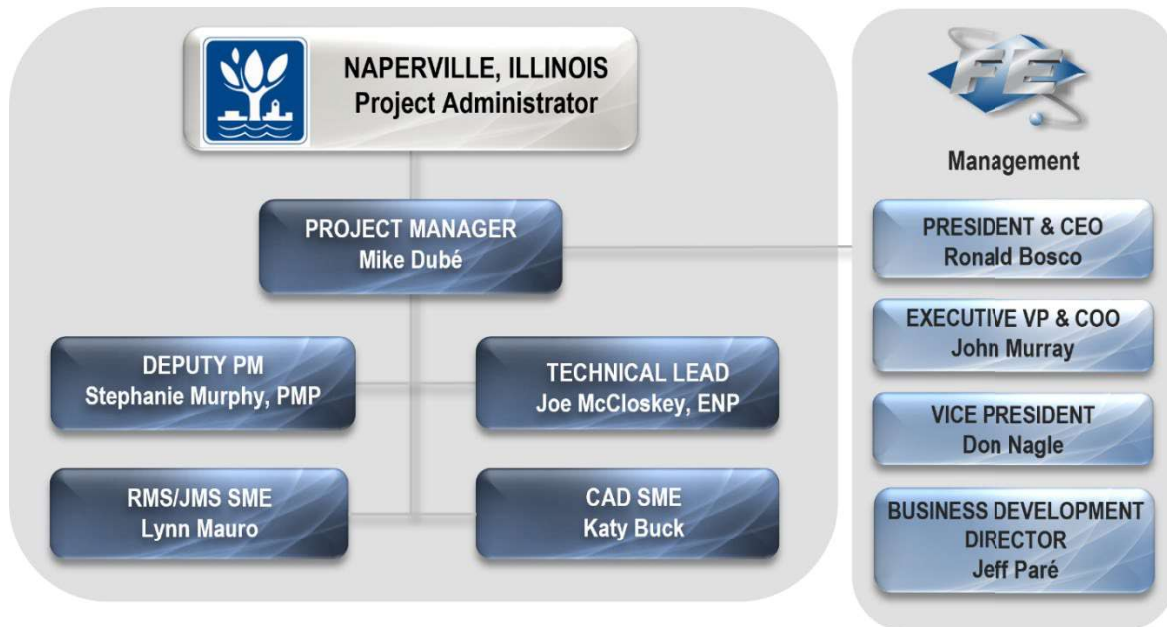 NAPERVILLE, ILLINOIS
Project Administrator
PROJECT MANAGER
Mike Dubé
DEPUTY PM
Stephanie Murphy, PMP
TECHNICAL LEAD
Joe McCloskey, ENP
RMS/JMS SME
Lynn Mauro
CAD SME
Katy Buck
FE
Management
PRESIDENT & CEO
Ronald Bosco
EXECUTIVE VP & COO
John Murray
VICE PRESIDENT
Don Nagle
BUSINESS DEVELOPMENT
DIRECTOR
Jeff Paré